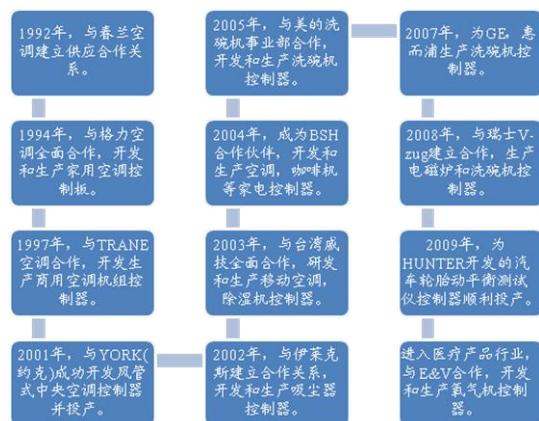 1992年，与春兰空
调建立供应合作关
系。
1994年，与格力空
调全面合作，开发
和生产家用空调控
制板。
1997年，与TRANE
空调合作，开发生
产商用空调机组控
制器。
2001年，与YORK(
约克)成功开发风管
式中央空调控制器
并投产。
2002年，与伊莱克
斯建立合作关系，
开发和生产吸尘器
控制器。
2003年，与台湾威
技全面合作，研发
和生产移动空调，
除湿机控制器。
2004年，成为BSH
合作伙伴，开发和
生产空调，咖啡机
等家电控制器。
2005年，与美的洗
碗机事业部合作，
开发和生产洗碗机
控制器。
2007年，为GE，惠
而浦生产洗碗机控
制器。
2008年，与瑞士V-
zug建立合作，生产
电磁炉和洗碗机控
制器。
2009年，为
HUNTER开发的汽
车轮胎动平衡测试
仪控制器顺利投产。
进入医疗产品行业，
与E&V合作，开发
和生产氧气机控制
器。